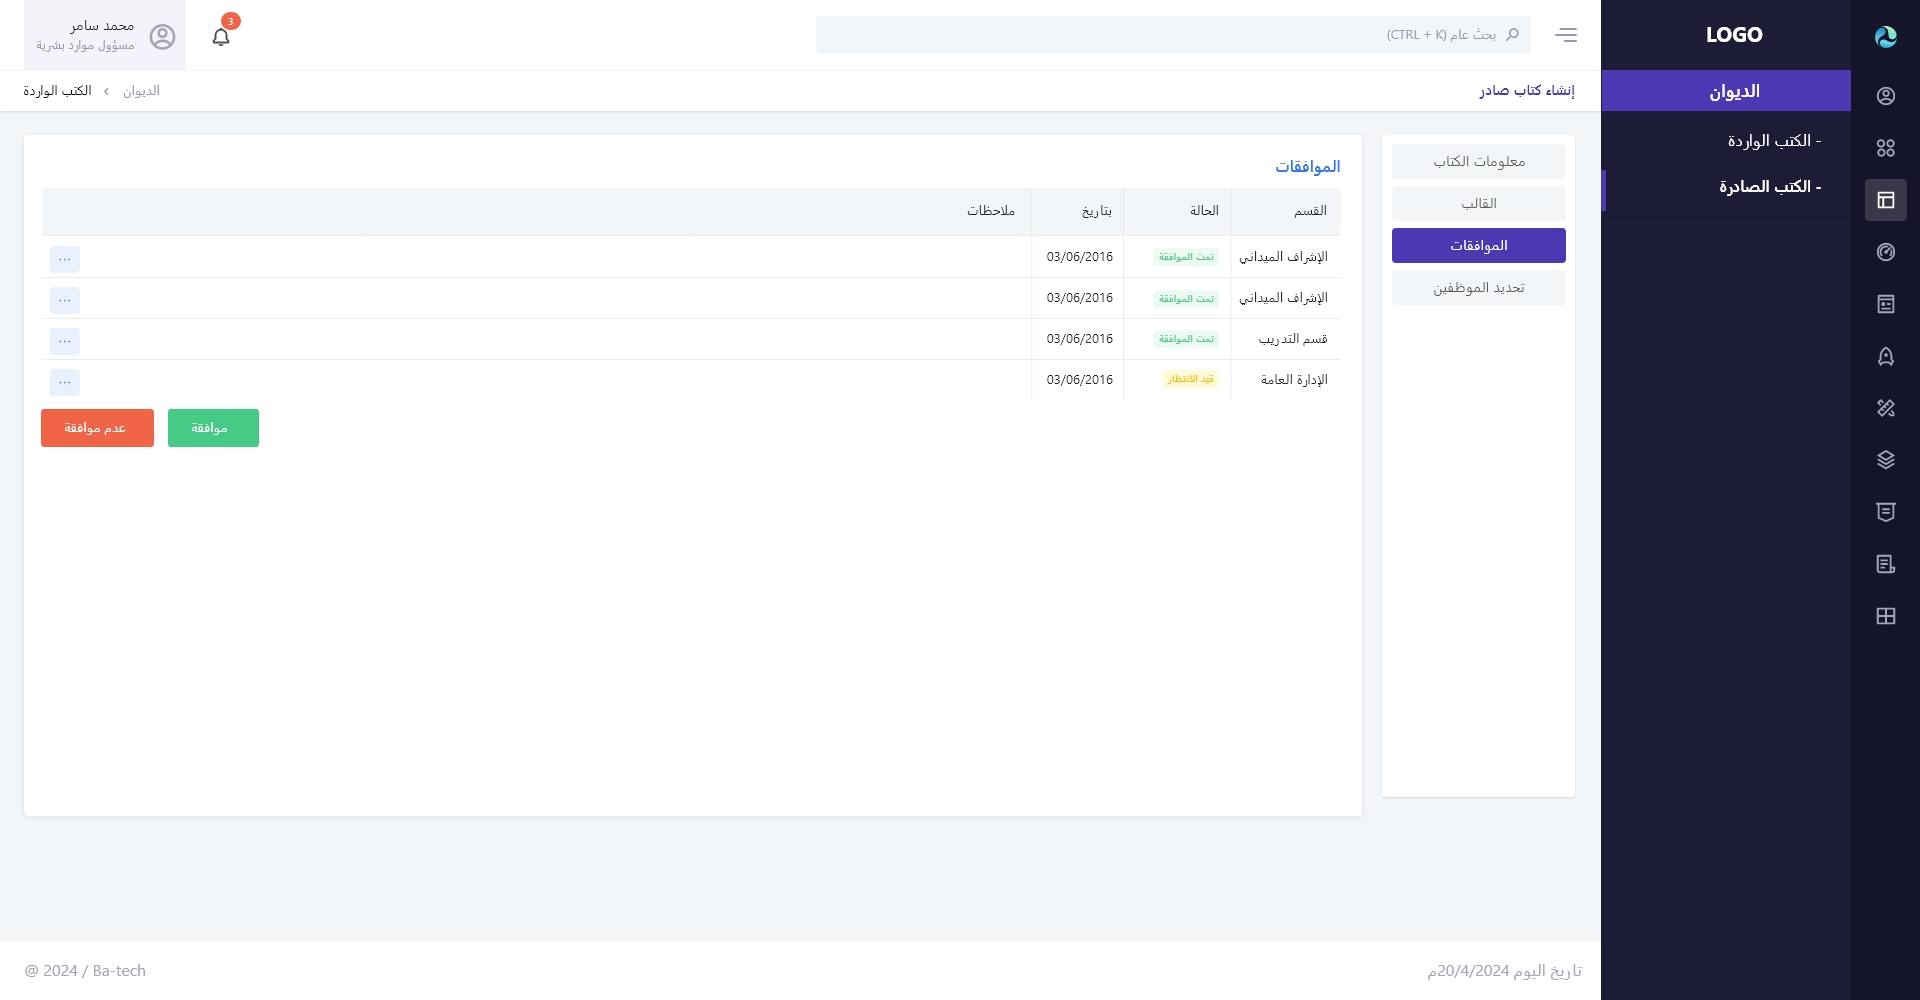 LOGO
الديوان
- الكتب الواردة
- الكتب الصادرة
بحث عام (CTRL + K)
3
محمد سامر
مسؤول موارد بشرية
إنشاء كتاب صادر
الديوان › الكتب الواردة
معلومات الكتاب
القالب
الموافقات
تحديد الموظفين
الموافقات
القسم الحالة بتاريخ ملاحظات
الإشراف الميداني تمت الموافقة 03/06/2016 ...
الإشراف الميداني تمت الموافقة 03/06/2016 ...
قسم التدريب تمت الموافقة 03/06/2016 ...
الإدارة العامة قيد الانتظار 03/06/2016 ...
موافقة عدم موافقة
تاريخ اليوم 20/4/2024م
@ 2024 / Ba-tech